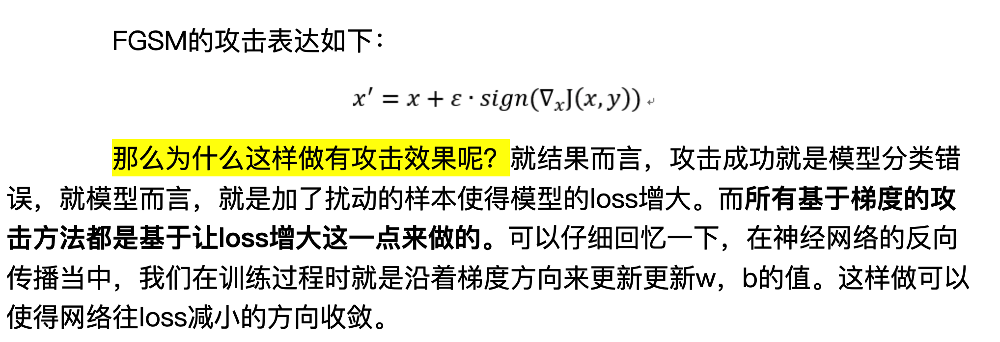 FGSM的攻击表达如下：
x′ = x + ε · sign(∇ₓJ(x, y)) ↵
那么为什么这样做有攻击效果呢？就结果而言，攻击成功就是模型分类错
误，就模型而言，就是加了扰动的样本使得模型的loss增大。而所有基于梯度的攻
击方法都是基于让loss增大这一点来做的。可以仔细回忆一下，在神经网络的反向
传播当中，我们在训练过程时就是沿着梯度方向来更新更新w，b的值。这样做可以
使得网络往loss减小的方向收敛。